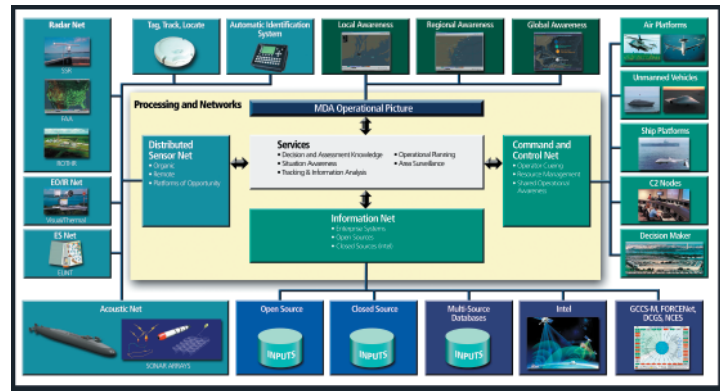 Radar Net
SSR
FAA
ROTHR
EO/IR Net
Visual/Thermal
ES Net
ELINT
Tag, Track, Locate
Automatic Identification
System
Local Awareness
Regional Awareness
Global Awareness
Processing and Networks
MDA Operational Picture
Distributed
Sensor Net
• Organic
• Remote
• Platforms of Opportunity
Services
• Decision and Assessment Knowledge
• Situation Awareness
• Tracking & Information Analysis
• Operational Planning
• Area Surveillance
Command and
Control Net
• Operator Cueing
• Resource Management
• Shared Operational
Awareness
Information Net
• Enterprise Systems
• Open Sources
• Closed Sources (Intel)
Air Platforms
Unmanned Vehicles
Ship Platforms
C2 Nodes
Decision Maker
Acoustic Net
SONAR ARRAYS
Open Source
INPUTS
Closed Source
INPUTS
Multi-Source
Databases
INPUTS
Intel
GCCS-M, FORCENet,
DCGS, NCES